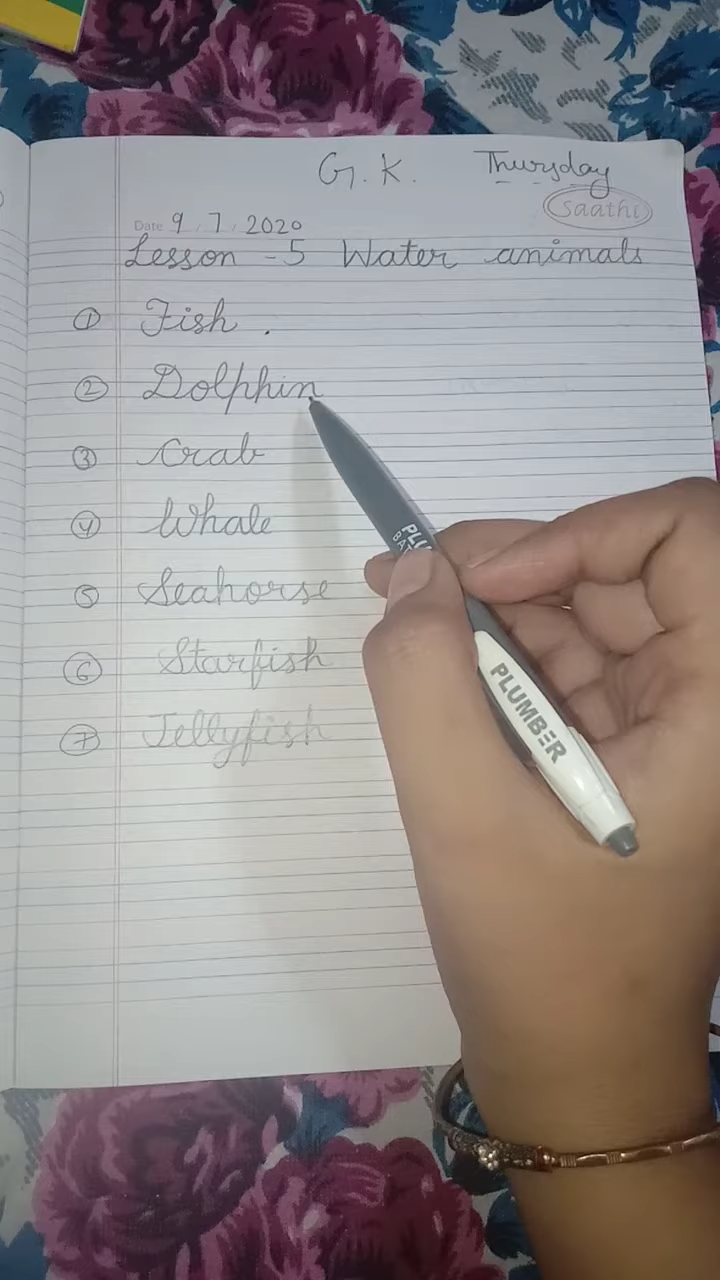 G.K. Thursday
Saathi
Date 9.7.2020
Lesson - 5 Water animals
① Fish .
② Dolphin
③ Crab
④ Whale
⑤ Seahorse
⑥ Starfish
⑦ Jellyfish
PLUMBER